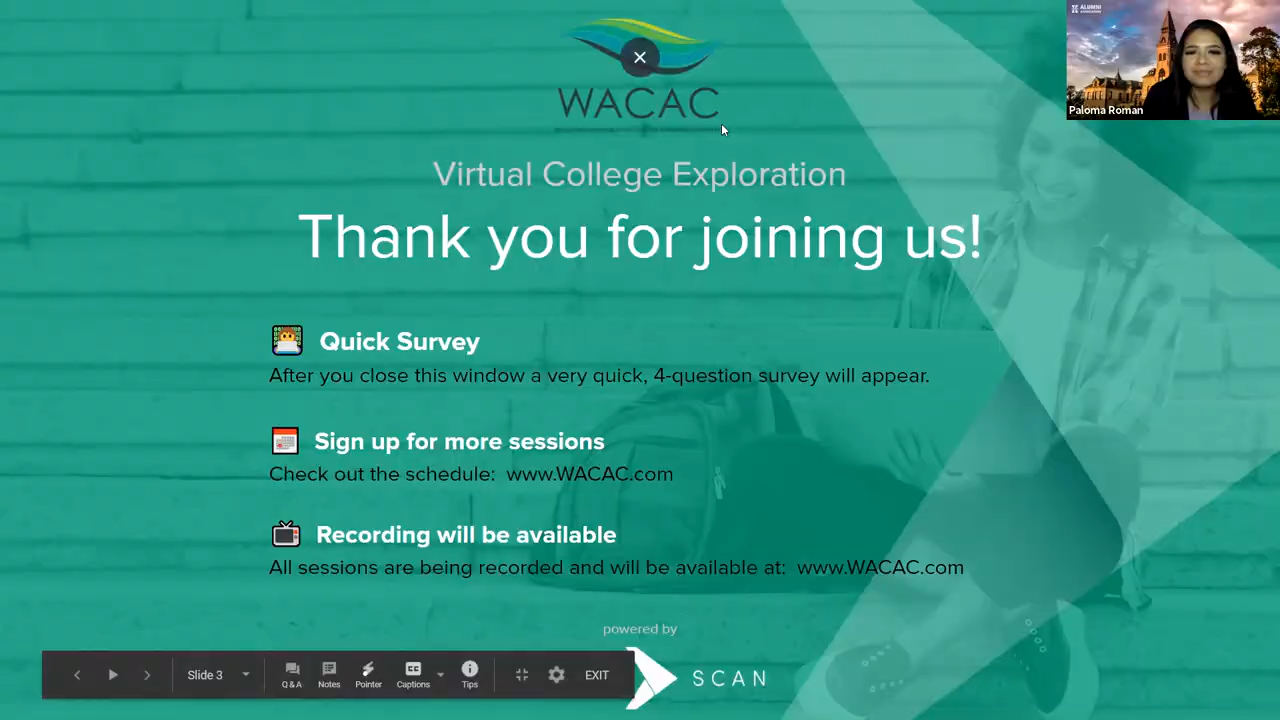 ALUMNI
Paloma Roman
WACAC
Virtual College Exploration
Thank you for joining us!
Quick Survey
After you close this window a very quick, 4-question survey will appear.
Sign up for more sessions
Check out the schedule: www.WACAC.com
Recording will be available
All sessions are being recorded and will be available at: www.WACAC.com
powered by
SCAN
Slide 3
Q&A
Notes
Pointer
CC
Captions
Tips
EXIT